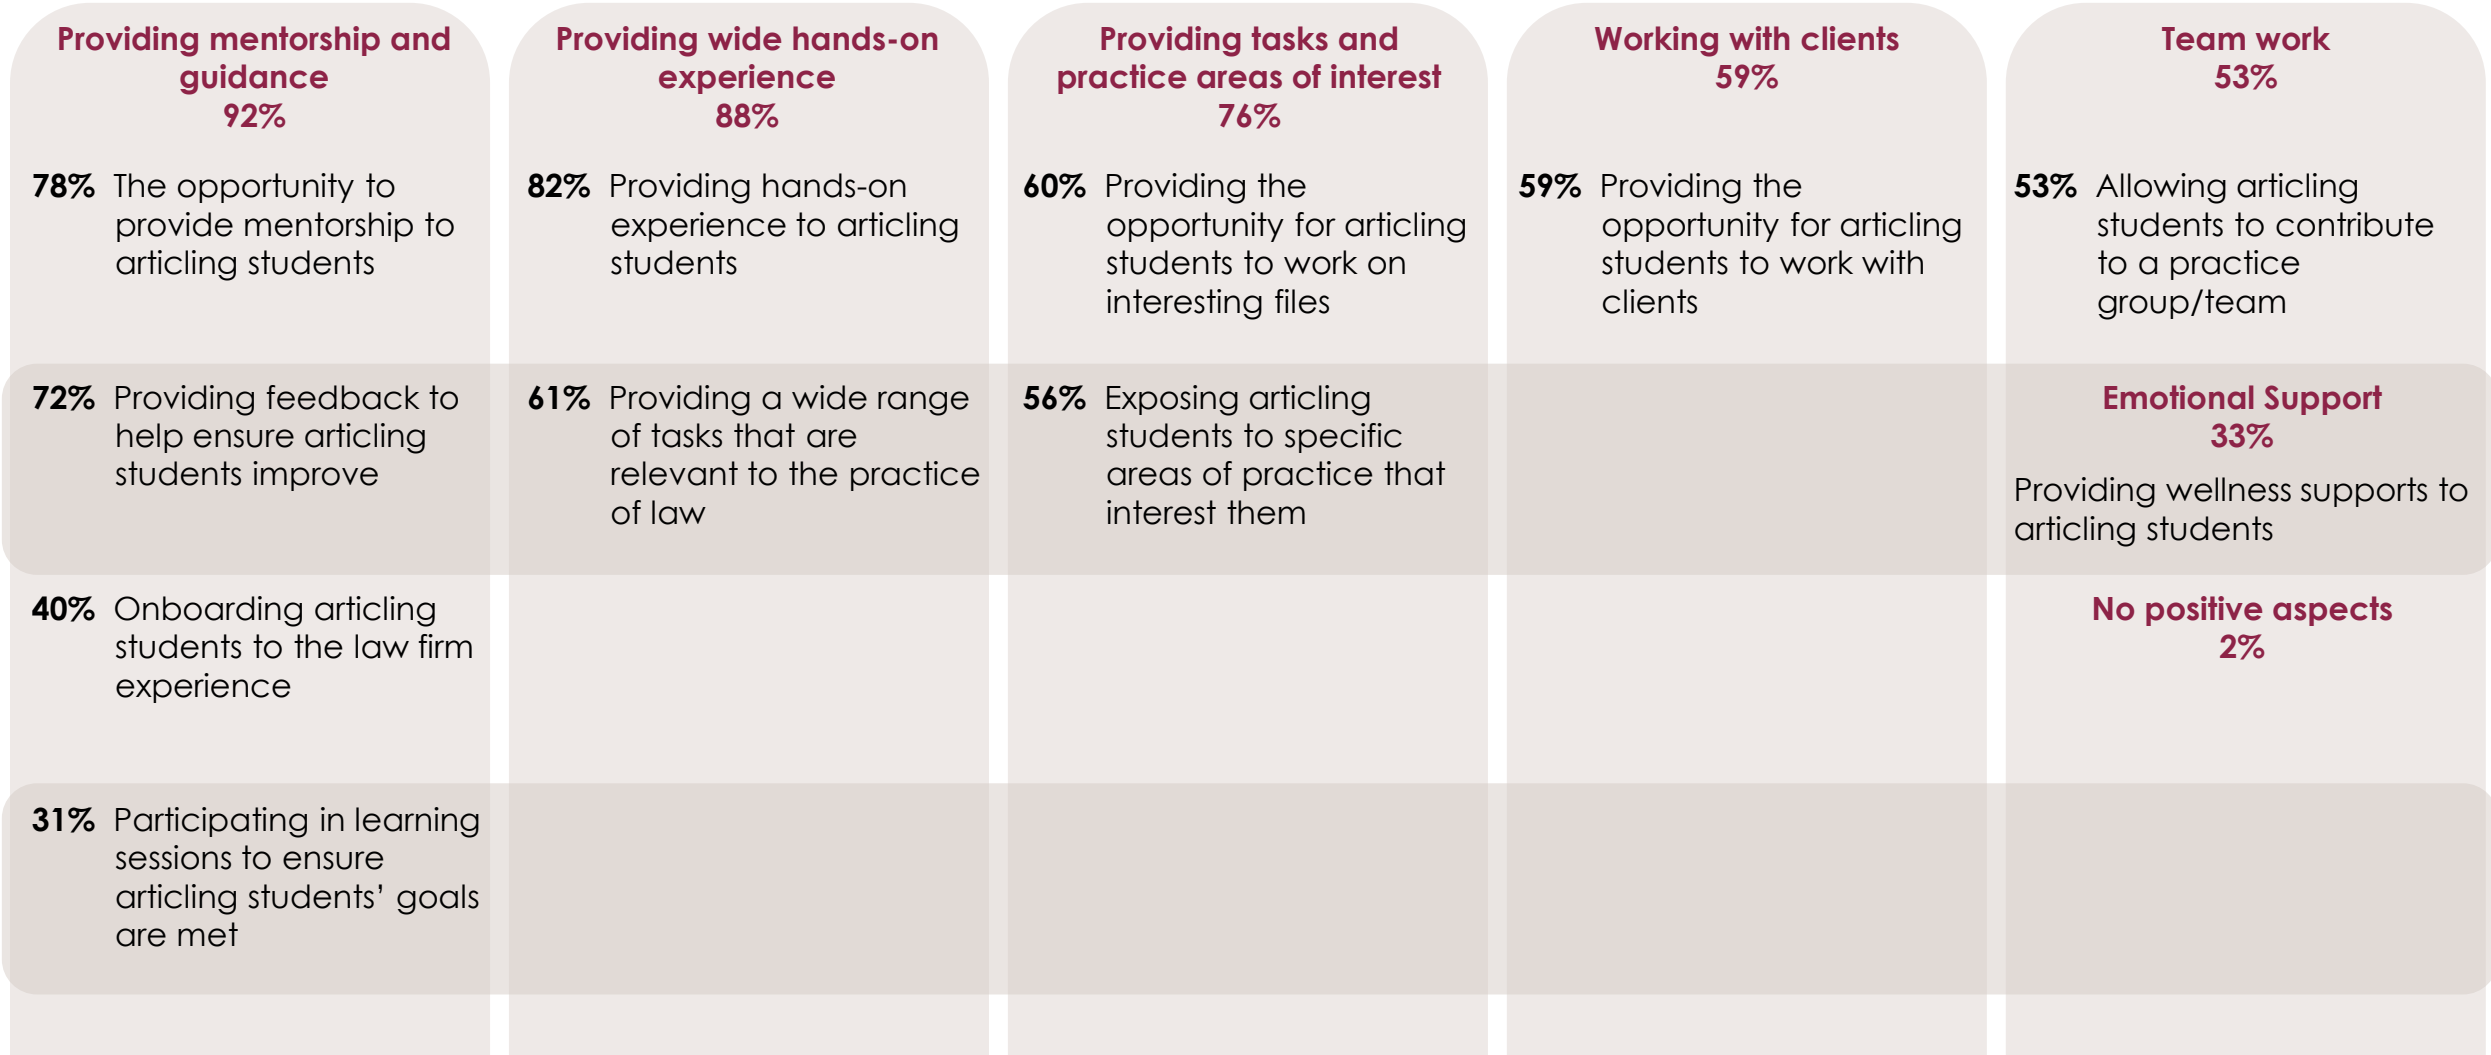 Providing mentorship and
guidance
92%
78% The opportunity to
provide mentorship to
articling students
72% Providing feedback to
help ensure articling
students improve
40% Onboarding articling
students to the law firm
experience
31% Participating in learning
sessions to ensure
articling students’ goals
are met
Providing wide hands-on
experience
88%
82% Providing hands-on
experience to articling
students
61% Providing a wide range
of tasks that are
relevant to the practice
of law
Providing tasks and
practice areas of interest
76%
60% Providing the
opportunity for articling
students to work on
interesting files
56% Exposing articling
students to specific
areas of practice that
interest them
Working with clients
59%
59% Providing the
opportunity for articling
students to work with
clients
Team work
53%
53% Allowing articling
students to contribute
to a practice
group/team
Emotional Support
33%
Providing wellness supports to
articling students
No positive aspects
2%